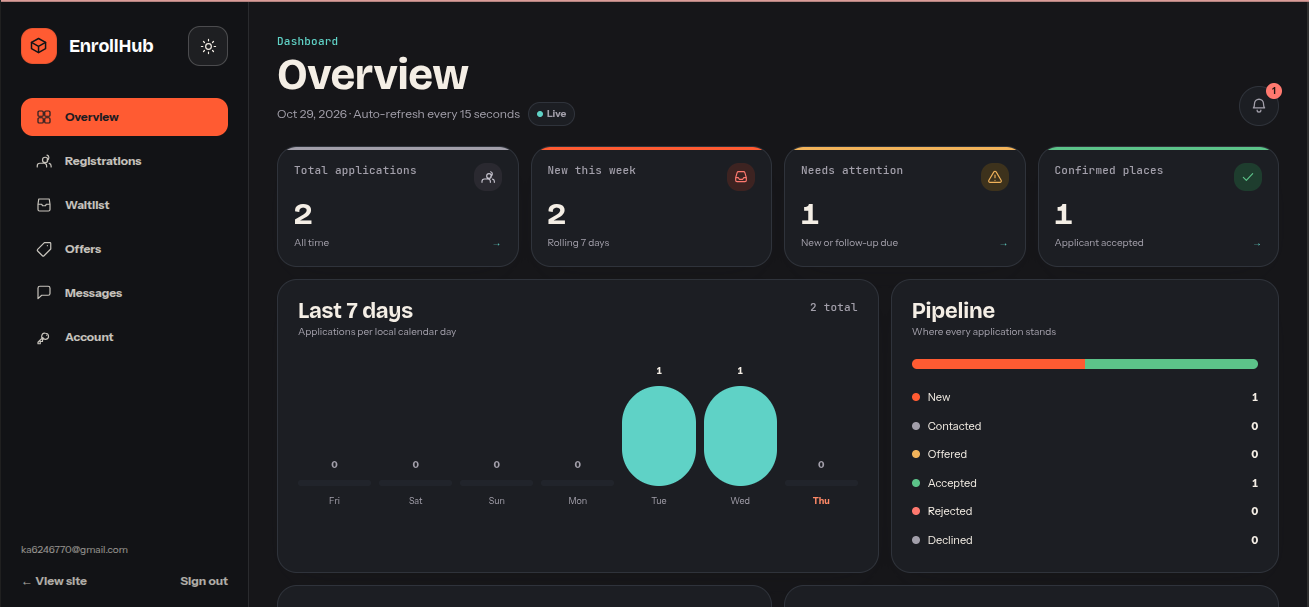 EnrollHub
Overview
Registrations
Waitlist
Offers
Messages
Account
ka6246770@gmail.com
← View site
Sign out
Dashboard
Overview
Oct 29, 2026 · Auto-refresh every 15 seconds
Live
1
Total applications
2
All time →
New this week
2
Rolling 7 days
Needs attention
1
New or follow-up due →
Confirmed places
1
Applicant accepted →
Last 7 days
2 total
Applications per local calendar day
0 0 0 0 1 1 0
Fri Sat Sun Mon Tue Wed Thu
Pipeline
Where every application stands
New 1
Contacted 0
Offered 0
Accepted 1
Rejected 0
Declined 0